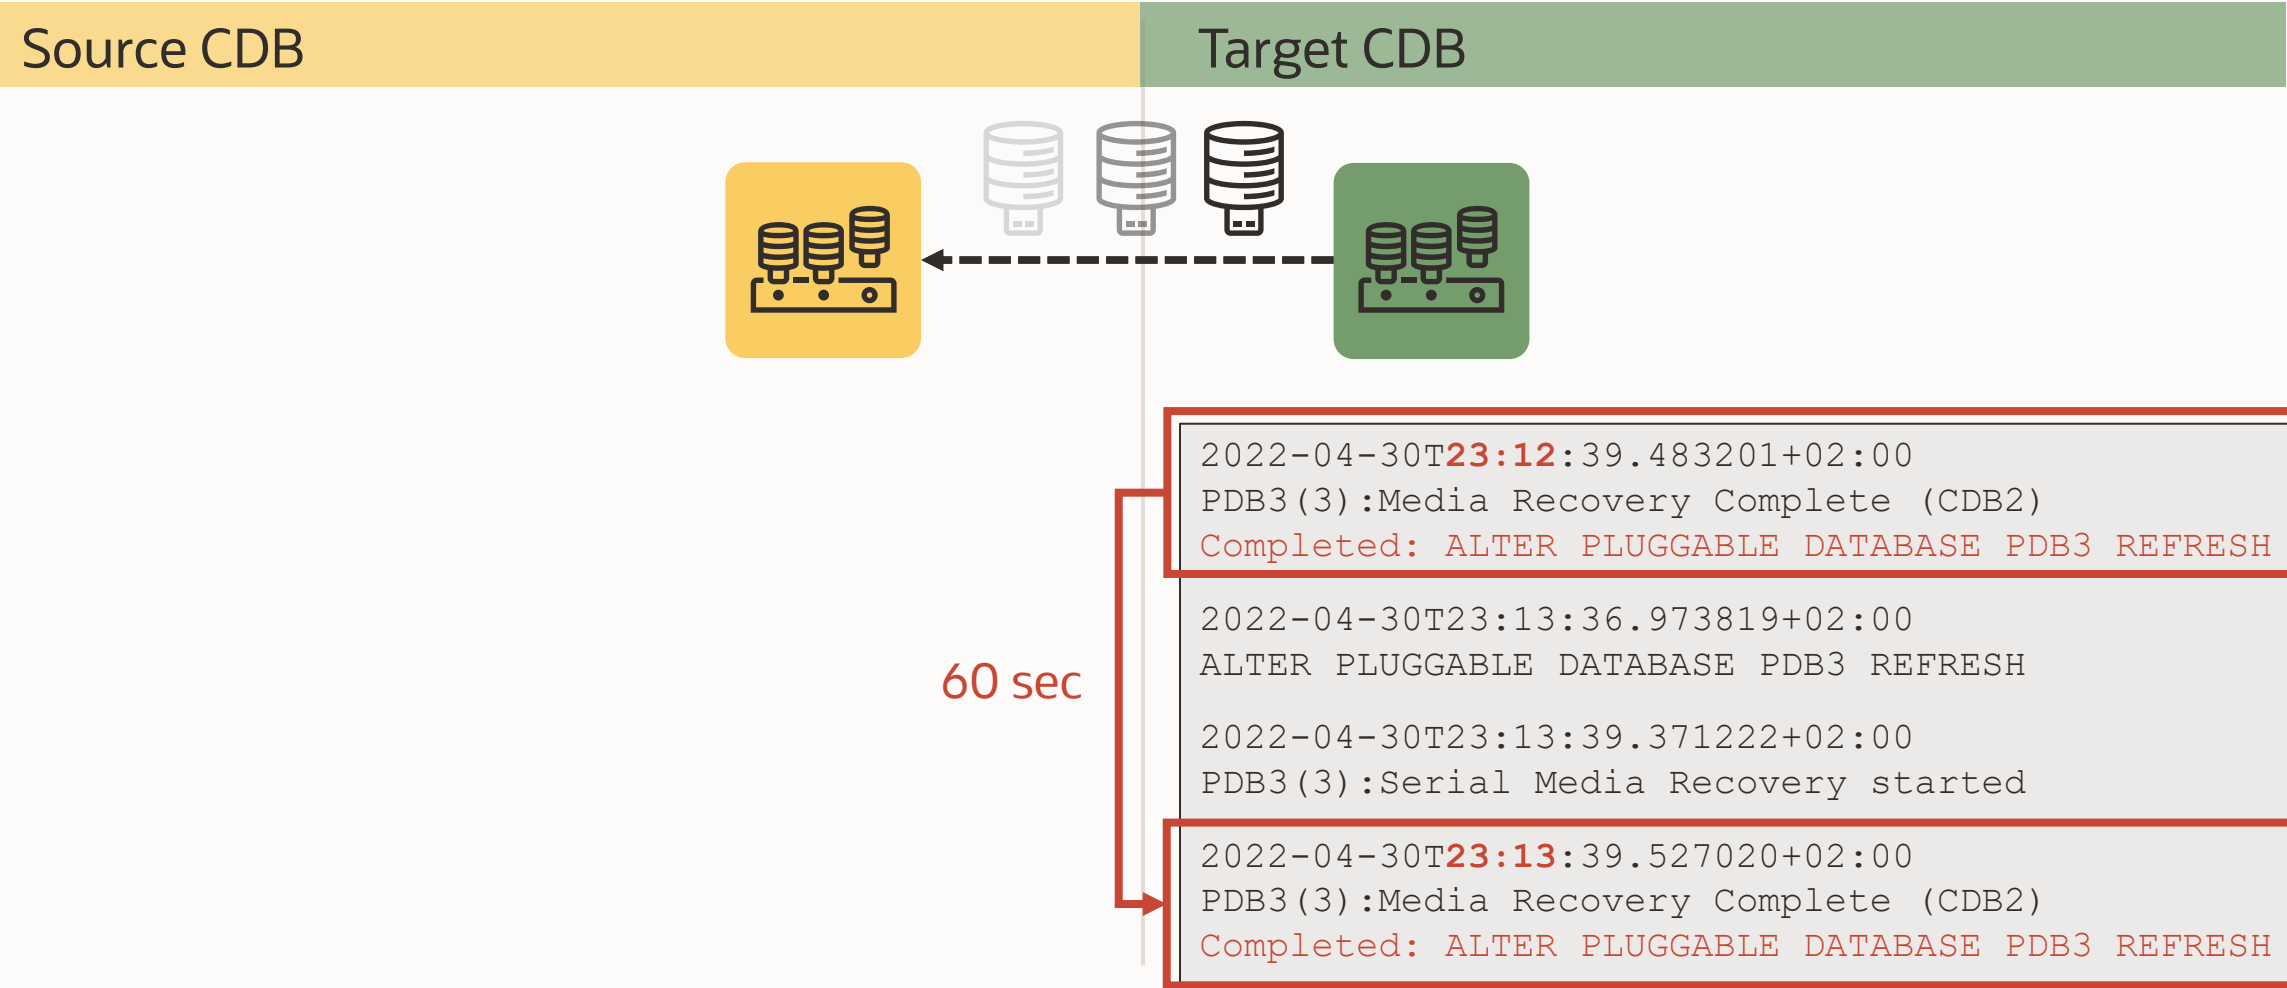 Source CDB
Target CDB
2022-04-30T23:12:39.483201+02:00
PDB3(3):Media Recovery Complete (CDB2)
Completed: ALTER PLUGGABLE DATABASE PDB3 REFRESH
2022-04-30T23:13:36.973819+02:00
ALTER PLUGGABLE DATABASE PDB3 REFRESH
60 sec
2022-04-30T23:13:39.371222+02:00
PDB3(3):Serial Media Recovery started
2022-04-30T23:13:39.527020+02:00
PDB3(3):Media Recovery Complete (CDB2)
Completed: ALTER PLUGGABLE DATABASE PDB3 REFRESH